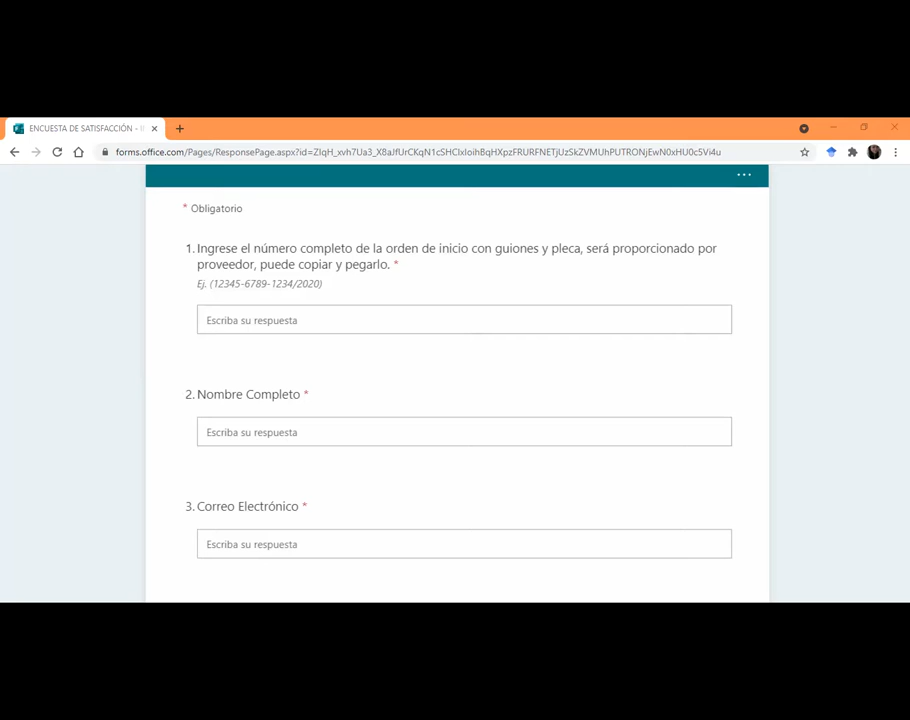 ENCUESTA DE SATISFACCIÓN - I
forms.office.com/Pages/ResponsePage.aspx?id=ZIqH_xvh7Ua3_X8aJfUrCKqN1cSHCIxIoihBqHXpzFRURFNETjUzSkZVMUhPUTRONjEwN0xHU0c5Vi4u
* Obligatorio
1. Ingrese el número completo de la orden de inicio con guiones y pleca, será proporcionado por
proveedor, puede copiar y pegarlo. *
Ej. (12345-6789-1234/2020)
Escriba su respuesta
2. Nombre Completo *
Escriba su respuesta
3. Correo Electrónico *
Escriba su respuesta